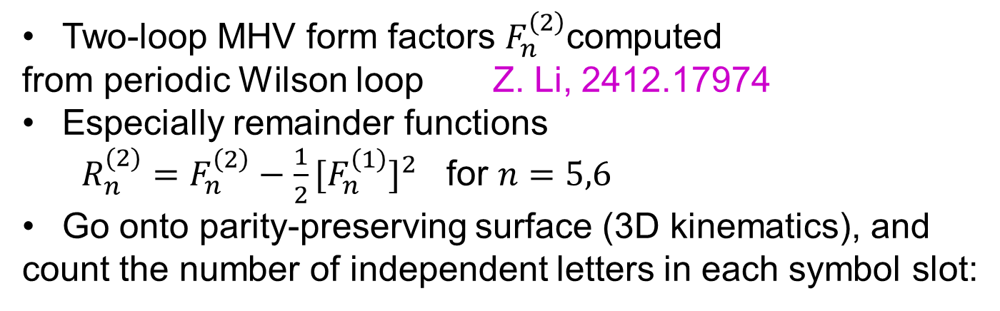 • Two-loop MHV form factors $F_n^{(2)}$ computed
from periodic Wilson loop Z. Li, 2412.17974
• Especially remainder functions
$R_n^{(2)} = F_n^{(2)} - \frac{1}{2}[F_n^{(1)}]^2$ for $n = 5,6$
• Go onto parity-preserving surface (3D kinematics), and
count the number of independent letters in each symbol slot: